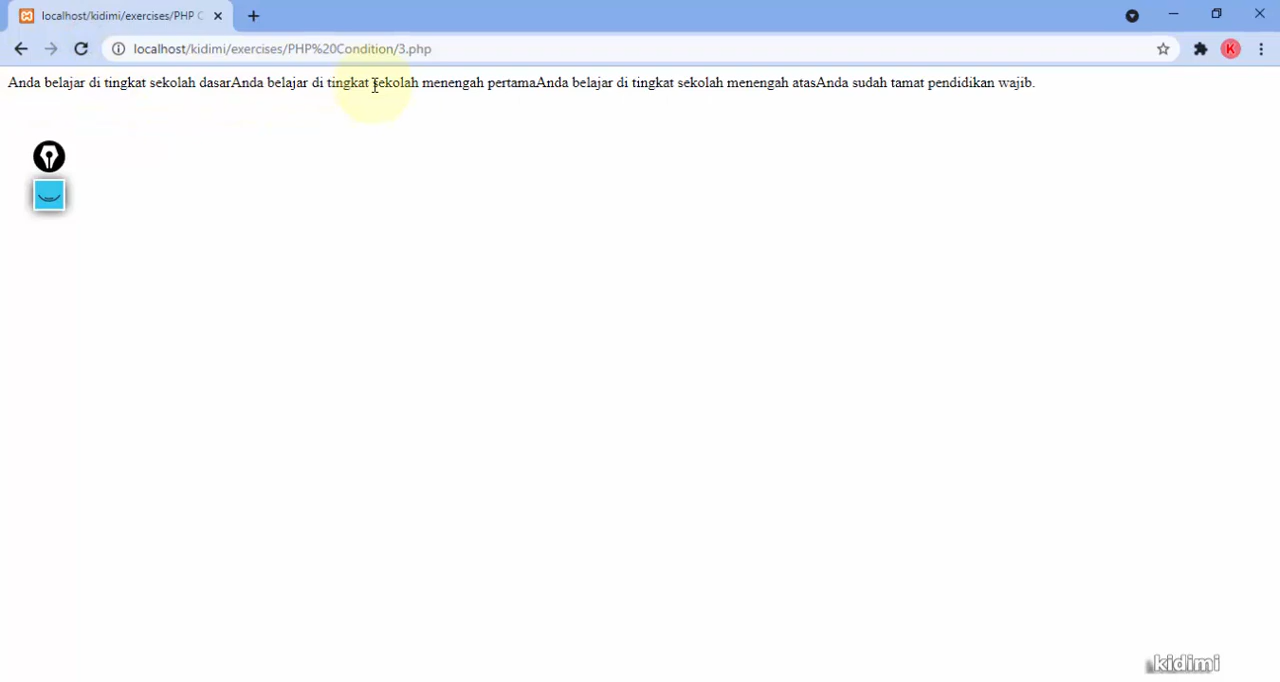 localhost/kidimi/exercises/PHP C
localhost/kidimi/exercises/PHP%20Condition/3.php
K
Anda belajar di tingkat sekolah dasarAnda belajar di tingkat sekolah menengah pertamaAnda belajar di tingkat sekolah menengah atasAnda sudah tamat pendidikan wajib.
kidimi